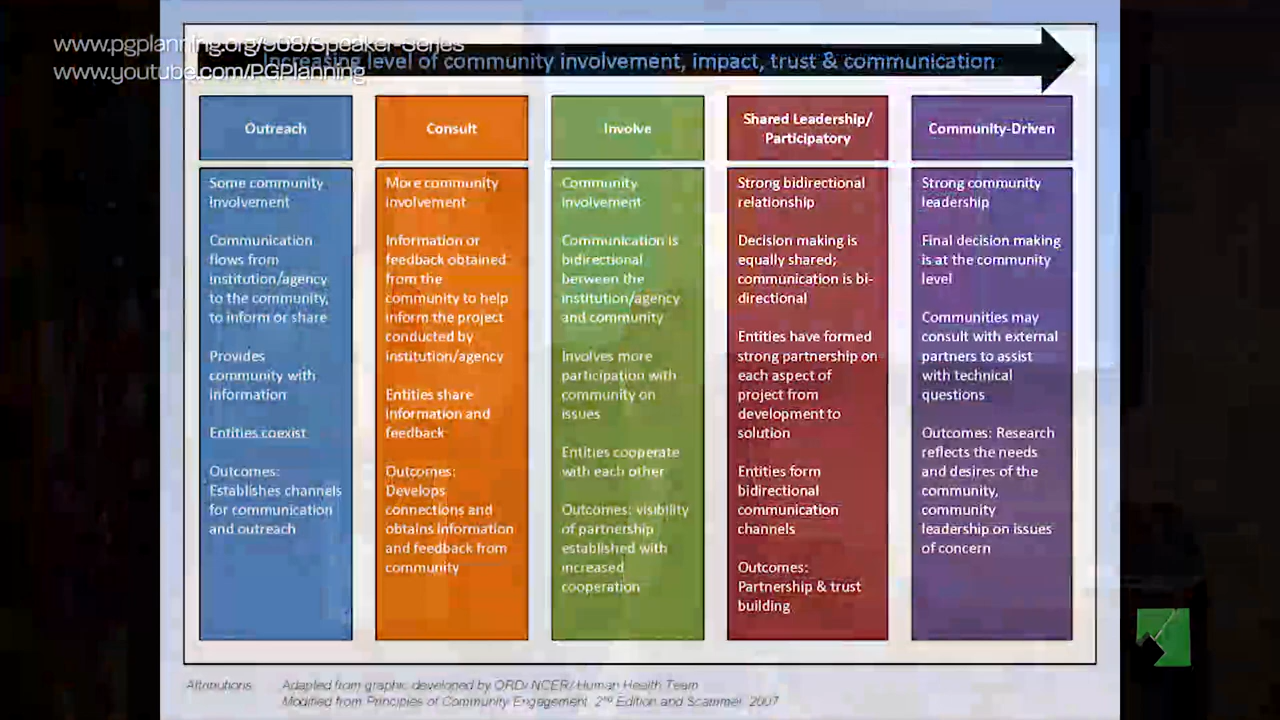 www.pgplanning.org/508/Speaker-Series
www.youtube.com/PGPlanning
Increasing level of community involvement, impact, trust & communication
Outreach
Some community
involvement
Communication
flows from
institution/agency
to the community,
to inform or share
Provides
community with
information
Entities coexist
Outcomes:
Establishes channels
for communication
and outreach
Consult
More community
involvement
Information or
feedback obtained
from the
community to help
inform the project
conducted by
institution/agency
Entities share
information and
feedback
Outcomes:
Develops
connections and
obtains information
and feedback from
community
Involve
Community
involvement
Communication is
bidirectional
between the
institution/agency
and community
Involves more
participation with
community on
issues
Entities cooperate
with each other
Outcomes: visibility
of partnership
established with
increased
cooperation
Shared Leadership/
Participatory
Strong bidirectional
relationship
Decision making is
equally shared;
communication is bi-
directional
Entities have formed
strong partnership on
each aspect of
project from
development to
solution
Entities form
bidirectional
communication
channels
Outcomes:
Partnership & trust
building
Community-Driven
Strong community
leadership
Final decision making
is at the community
level
Communities may
consult with external
partners to assist
with technical
questions
Outcomes: Research
reflects the needs
and desires of the
community,
community
leadership on issues
of concern
Attributions: Adapted from graphic developed by ORD/ NCER/ Human Health Team
Modified from Principles of Community Engagement, 2nd Edition and Scammer, 2007